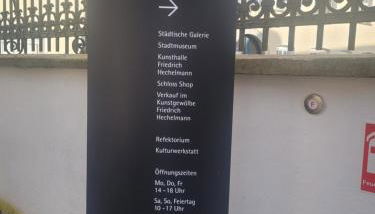 Städtische Galerie
Stadtmuseum
Kunsthalle
Friedrich
Hechelmann
Schloss Shop
Verkauf im
Kunstgewölbe
Friedrich
Hechelmann
Refektorium
Kulturwerkstatt
Öffnungszeiten
Mo, Do, Fr
14 - 18 Uhr
Sa, So, Feiertag
10 - 17 Uhr